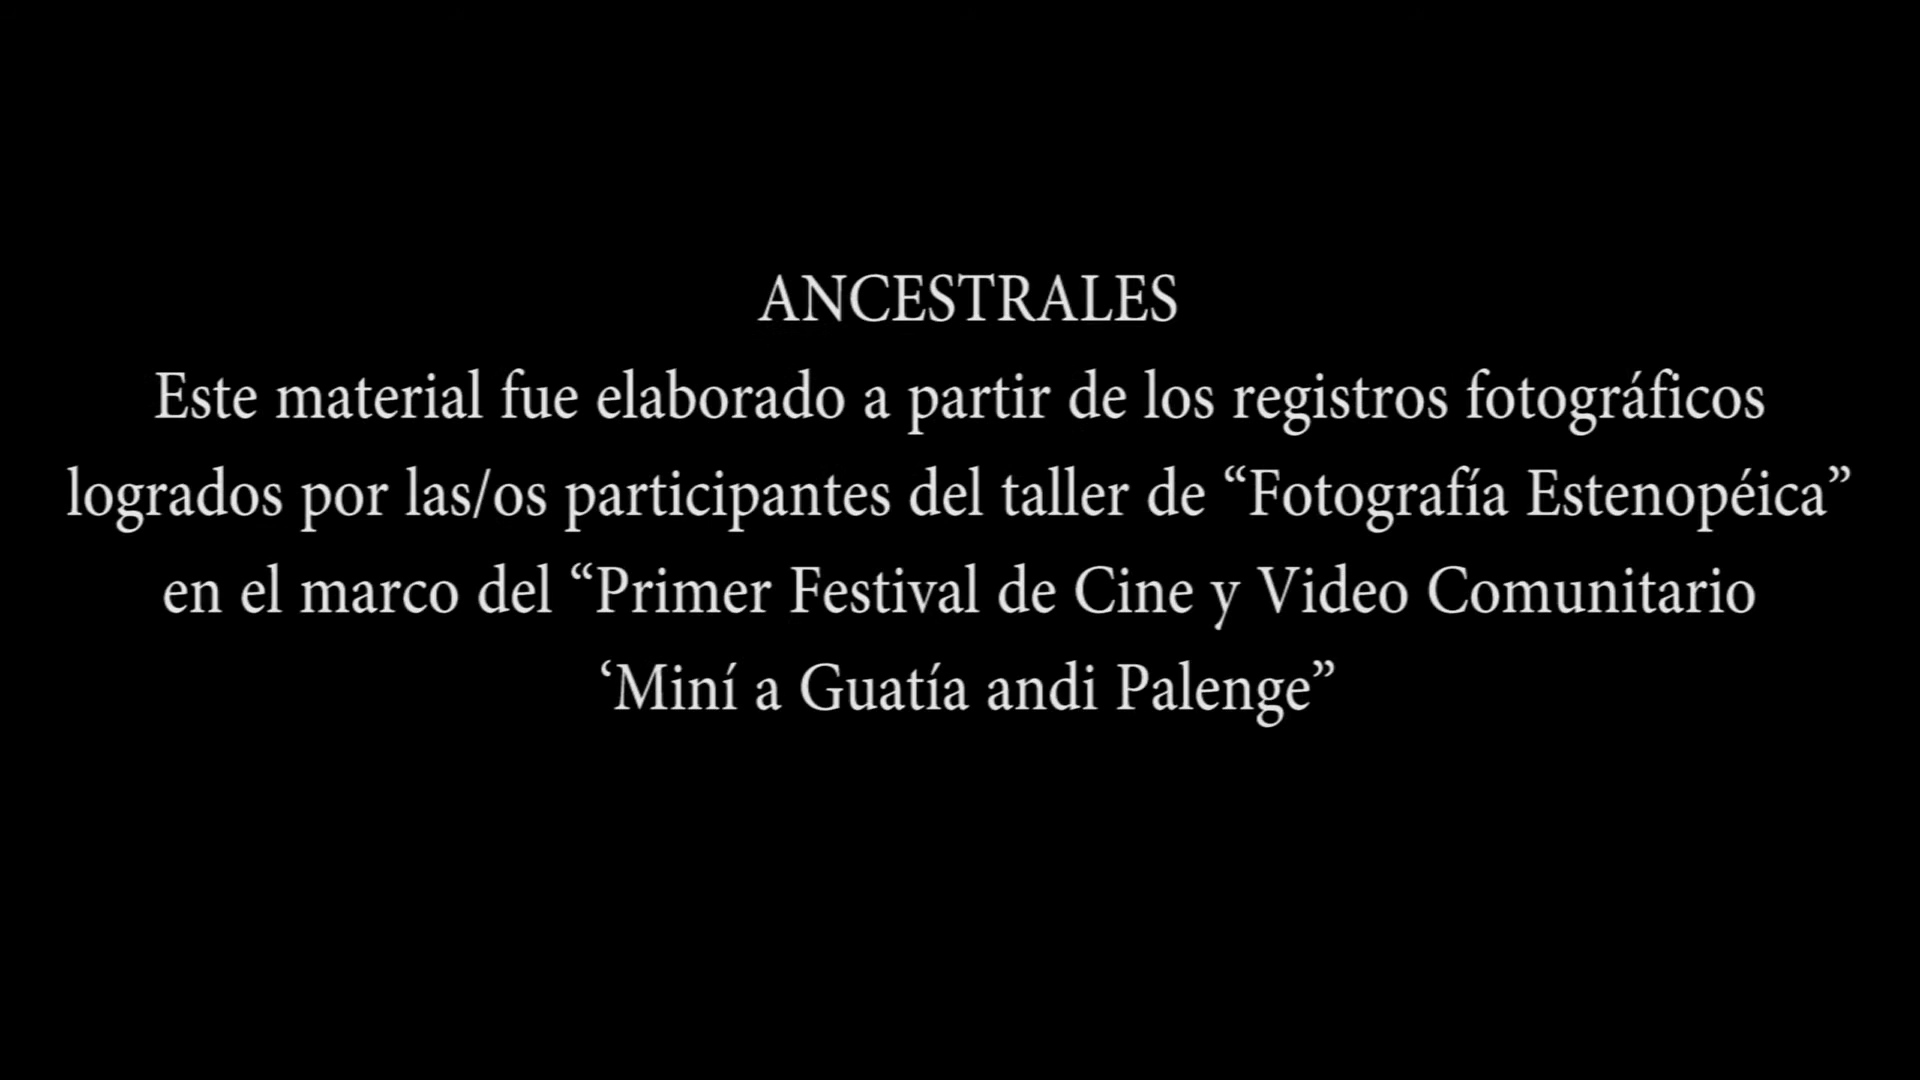 ANCESTRALES
Este material fue elaborado a partir de los registros fotográficos
logrados por las/os participantes del taller de “Fotografía Estenopéica”
en el marco del “Primer Festival de Cine y Video Comunitario
‘Miní a Guatía andi Palenge”